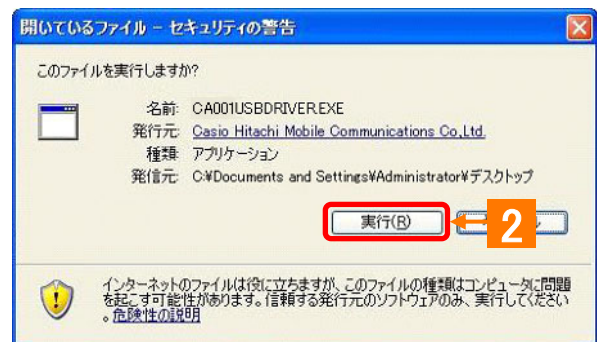 開いているファイル - セキュリティの警告
このファイルを実行しますか?
名前: CA001USBDRIVER.EXE
発行元: Casio Hitachi Mobile Communications Co,Ltd.
種類: アプリケーション
発信元: C:¥Documents and Settings¥Administrator¥デスクトップ
実行(R)
2
インターネットのファイルは役に立ちますが、このファイルの種類はコンピュータに問題
を起こす可能性があります。信頼する発行元のソフトウェアのみ、実行してください
。危険性の説明